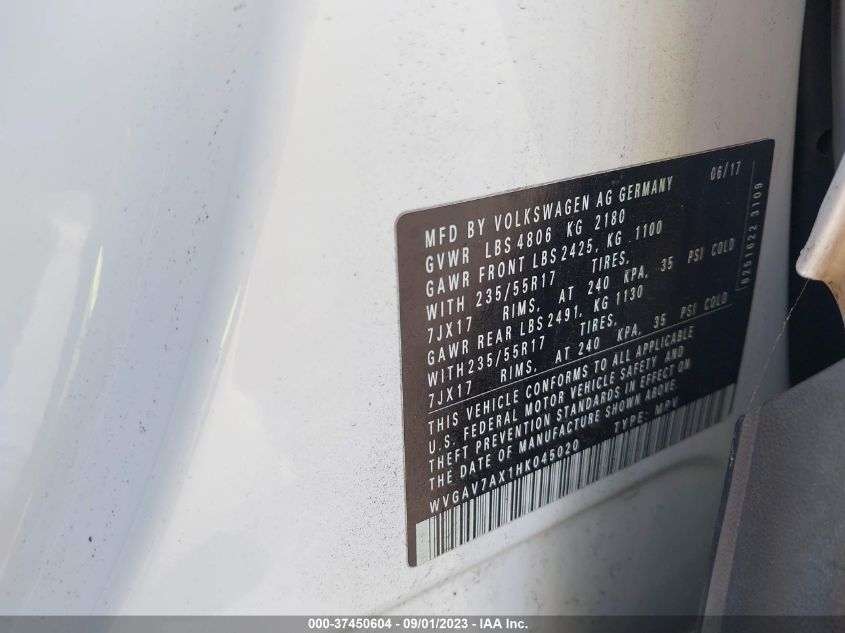 06/17
MFD BY VOLKSWAGEN AG GERMANY
GVWR LBS 4806 KG 2180
GAWR FRONT LBS 2425. KG 1100
WITH 235/55R17 TIRES.
7JX17 RIMS. AT 240 KPA. 35 PSI COLD
GAWR REAR LBS 2491. KG 1130
WITH 235/55R17 TIRES.
7JX17 RIMS. AT 240 KPA. 35 PSI COLD
THIS VEHICLE CONFORMS TO ALL APPLICABLE
U.S. FEDERAL MOTOR VEHICLE SAFETY AND
THEFT PREVENTION STANDARDS IN EFFECT ON
THE DATE OF MANUFACTURE SHOWN ABOVE.
WVGAV7AX1HK045020 TYPE: MPV
6251622 3109
000-37450604 - 09/01/2023 - IAA Inc.